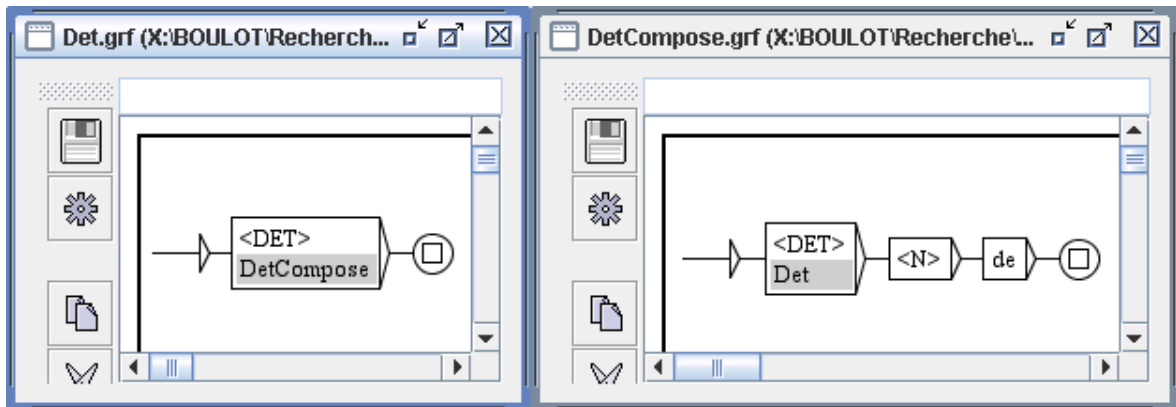 Det.grf (X:\BOULOT\Recherch...
<DET>
DetCompose
DetCompose.grf (X:\BOULOT\Recherche\...
<DET>
Det
<N>
de